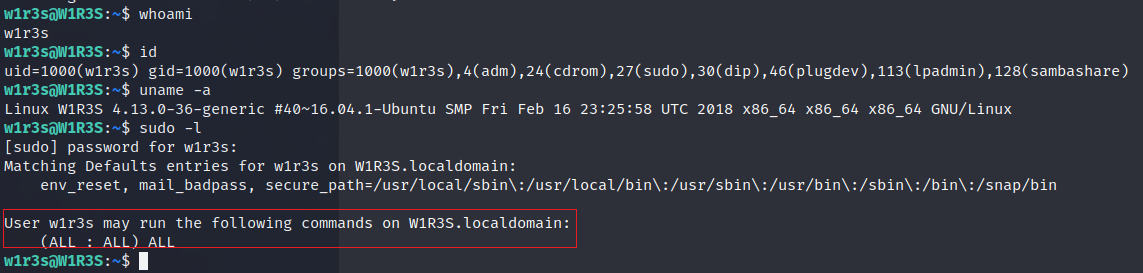 w1r3s@W1R3S:~$ whoami
w1r3s
w1r3s@W1R3S:~$ id
uid=1000(w1r3s) gid=1000(w1r3s) groups=1000(w1r3s),4(adm),24(cdrom),27(sudo),30(dip),46(plugdev),113(lpadmin),128(sambashare)
w1r3s@W1R3S:~$ uname -a
Linux W1R3S 4.13.0-36-generic #40~16.04.1-Ubuntu SMP Fri Feb 16 23:25:58 UTC 2018 x86_64 x86_64 x86_64 GNU/Linux
w1r3s@W1R3S:~$ sudo -l
[sudo] password for w1r3s:
Matching Defaults entries for w1r3s on W1R3S.localdomain:
    env_reset, mail_badpass, secure_path=/usr/local/sbin\:/usr/local/bin\:/usr/sbin\:/usr/bin\:/sbin\:/bin\:/snap/bin

User w1r3s may run the following commands on W1R3S.localdomain:
    (ALL : ALL) ALL
w1r3s@W1R3S:~$